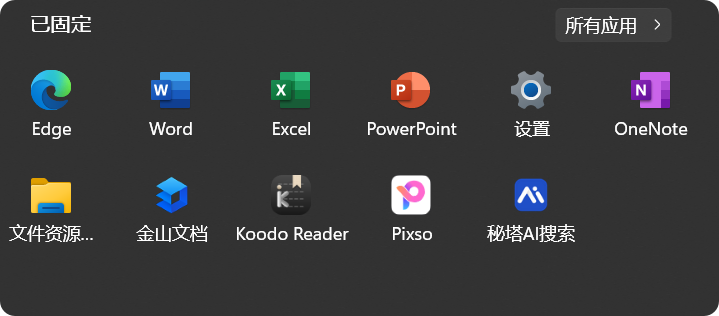 已固定
所有应用
Edge
Word
Excel
PowerPoint
设置
OneNote
文件资源...
金山文档
Koodo Reader
Pixso
秘塔AI搜索